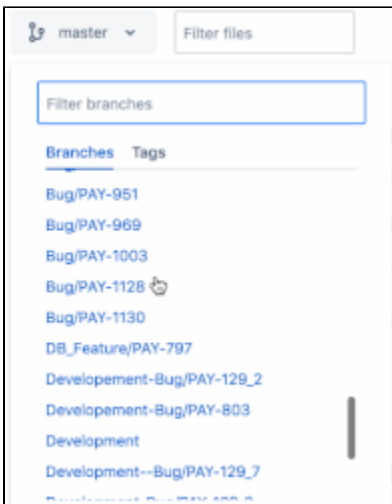 master
Filter files
Filter branches
Branches Tags
Bug/PAY-951
Bug/PAY-969
Bug/PAY-1003
Bug/PAY-1128
Bug/PAY-1130
DB_Feature/PAY-797
Developement-Bug/PAY-129_2
Developement-Bug/PAY-803
Development
Development--Bug/PAY-129_7